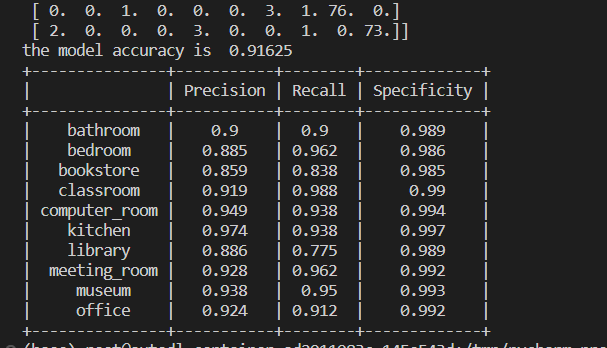 [ 0. 0. 1. 0. 0. 0. 3. 1. 76. 0.]
[ 2. 0. 0. 0. 3. 0. 0. 1. 0. 73.]]
the model accuracy is 0.91625
+---------------+-----------+--------+-------------+
| | Precision | Recall | Specificity |
+---------------+-----------+--------+-------------+
| bathroom | 0.9 | 0.9 | 0.989 |
| bedroom | 0.885 | 0.962 | 0.986 |
| bookstore | 0.859 | 0.838 | 0.985 |
| classroom | 0.919 | 0.988 | 0.99 |
| computer_room | 0.949 | 0.938 | 0.994 |
| kitchen | 0.974 | 0.938 | 0.997 |
| library | 0.886 | 0.775 | 0.989 |
| meeting_room | 0.928 | 0.962 | 0.992 |
| museum | 0.938 | 0.95 | 0.993 |
| office | 0.924 | 0.912 | 0.992 |
+---------------+-----------+--------+-------------+